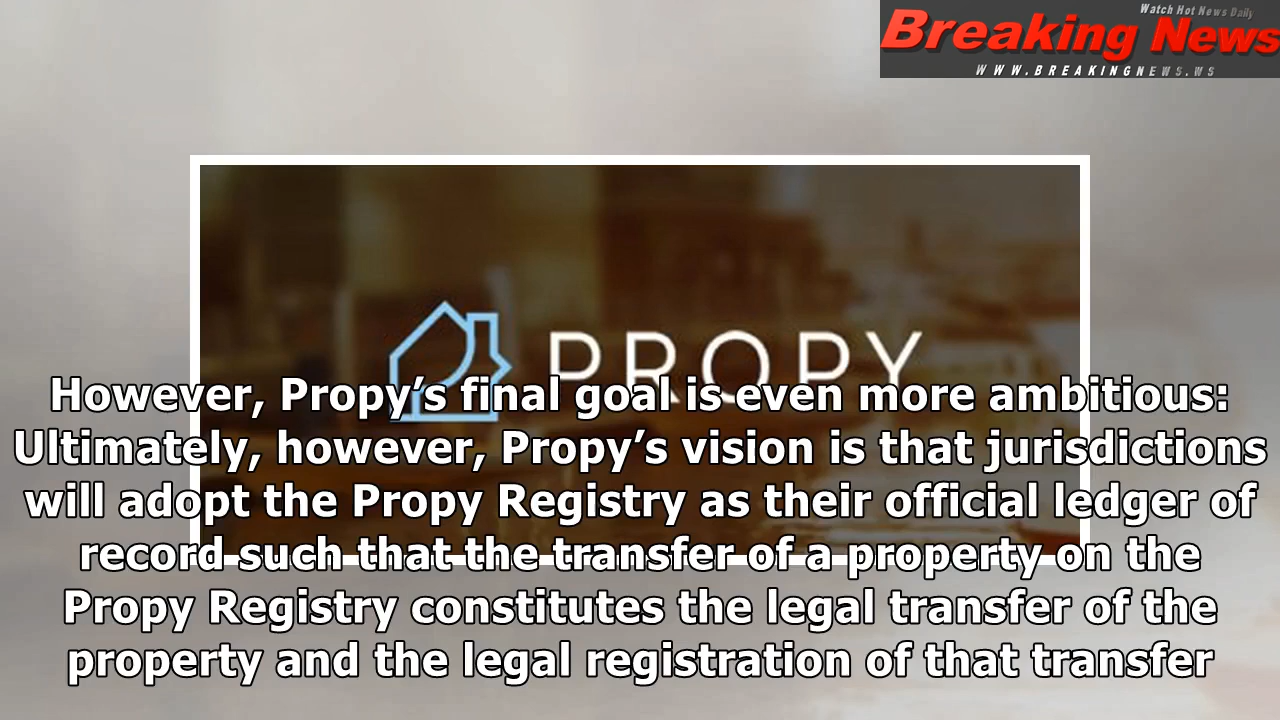 Watch Hot News Daily
Breaking News
WWW.BREAKINGNEWS.WS
PROPY
However, Propy’s final goal is even more ambitious:
Ultimately, however, Propy’s vision is that jurisdictions
will adopt the Propy Registry as their official ledger of
record such that the transfer of a property on the
Propy Registry constitutes the legal transfer of the
property and the legal registration of that transfer